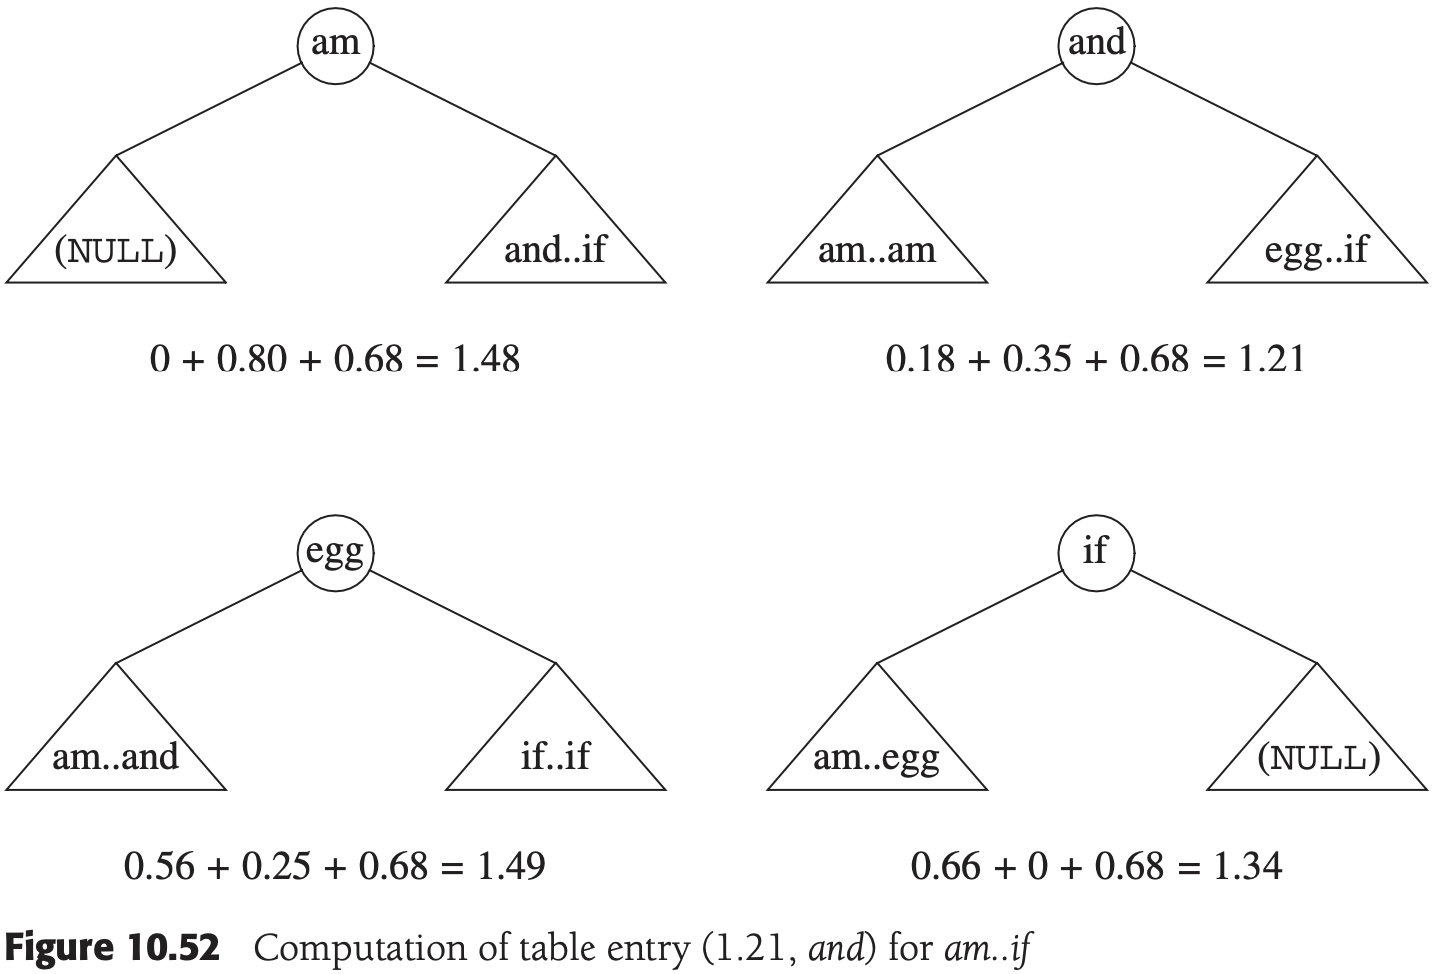 am
(NULL)
and..if
0 + 0.80 + 0.68 = 1.48
and
am..am
egg..if
0.18 + 0.35 + 0.68 = 1.21
egg
am..and
if..if
0.56 + 0.25 + 0.68 = 1.49
if
am..egg
(NULL)
0.66 + 0 + 0.68 = 1.34
Figure 10.52 Computation of table entry (1.21, and) for am..if